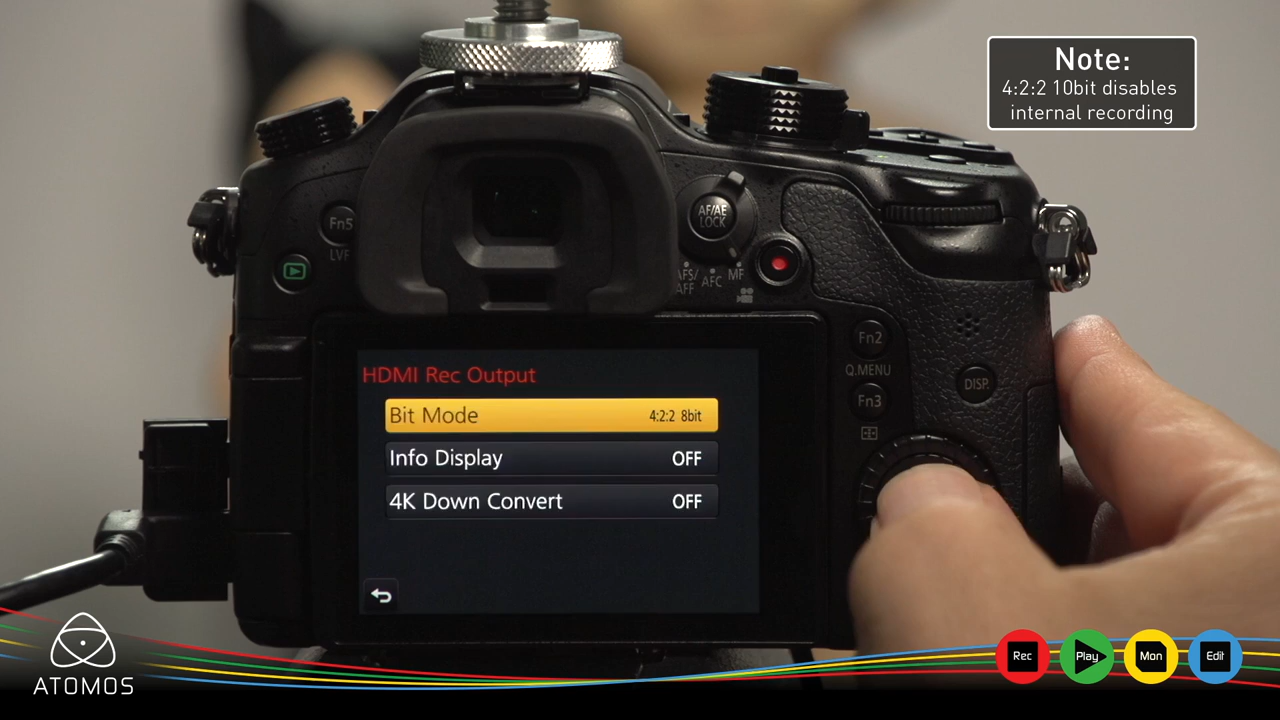 Note:
4:2:2 10bit disables
internal recording
Fn5
LVF
AF/AE
LOCK
AFS/
AFF
AFC
MF
Fn2
Q.MENU
Fn3
DISP.
HDMI Rec Output
Bit Mode 4:2:2 8bit
Info Display OFF
4K Down Convert OFF
ATOMOS
Rec
Play
Mon
Edit